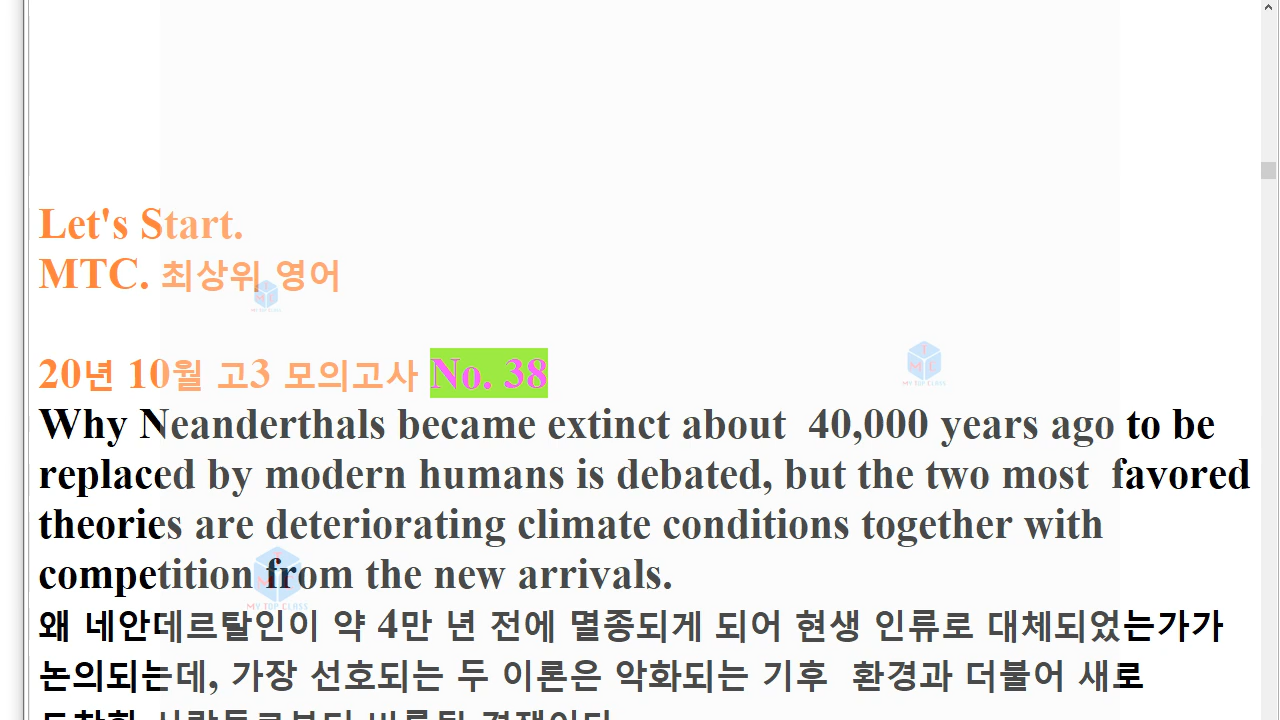 Let's Start.
MTC. 최상위 영어
20년 10월 고3 모의고사 No. 38
Why Neanderthals became extinct about  40,000 years ago to be
replaced by modern humans is debated, but the two most  favored
theories are deteriorating climate conditions together with
competition from the new arrivals.
왜 네안데르탈인이 약 4만 년 전에 멸종되게 되어 현생 인류로 대체되었는가가
논의되는데, 가장 선호되는 두 이론은 악화되는 기후  환경과 더불어 새로
MY TOP CLASS
MY TOP CLASS